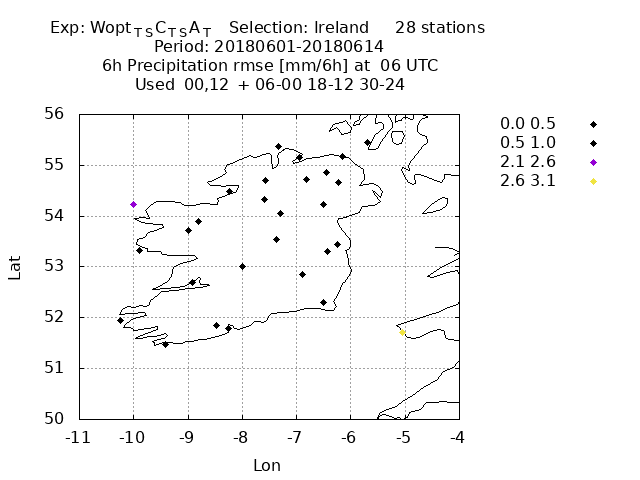 Exp: WoptTSCTSAT Selection: Ireland 28 stations
Period: 20180601-20180614
6h Precipitation rmse [mm/6h] at 06 UTC
Used 00,12 + 06-00 18-12 30-24
56
55
54
53
52
51
50
-11 -10 -9 -8 -7 -6 -5 -4
Lat
Lon
0.0 0.5
0.5 1.0
2.1 2.6
2.6 3.1